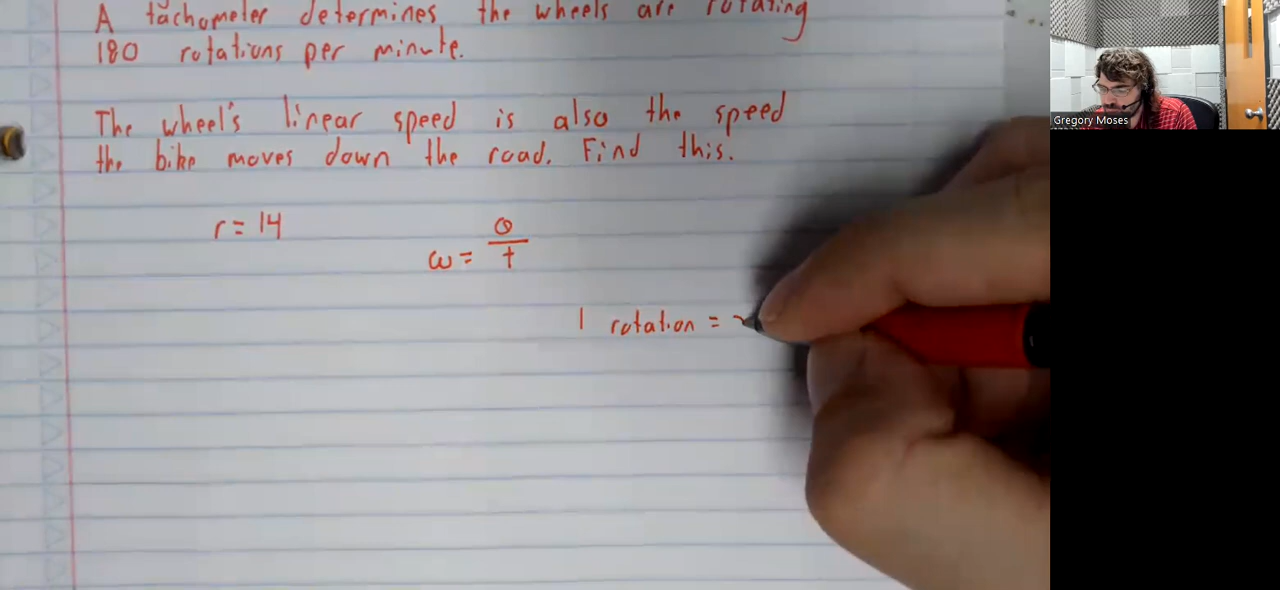 A tachometer determines the wheels are rotating
180 rotations per minute.
The wheel's linear speed is also the speed
the bike moves down the road. Find this.
r = 14
ω = θ / t
1 rotation =
Gregory Moses